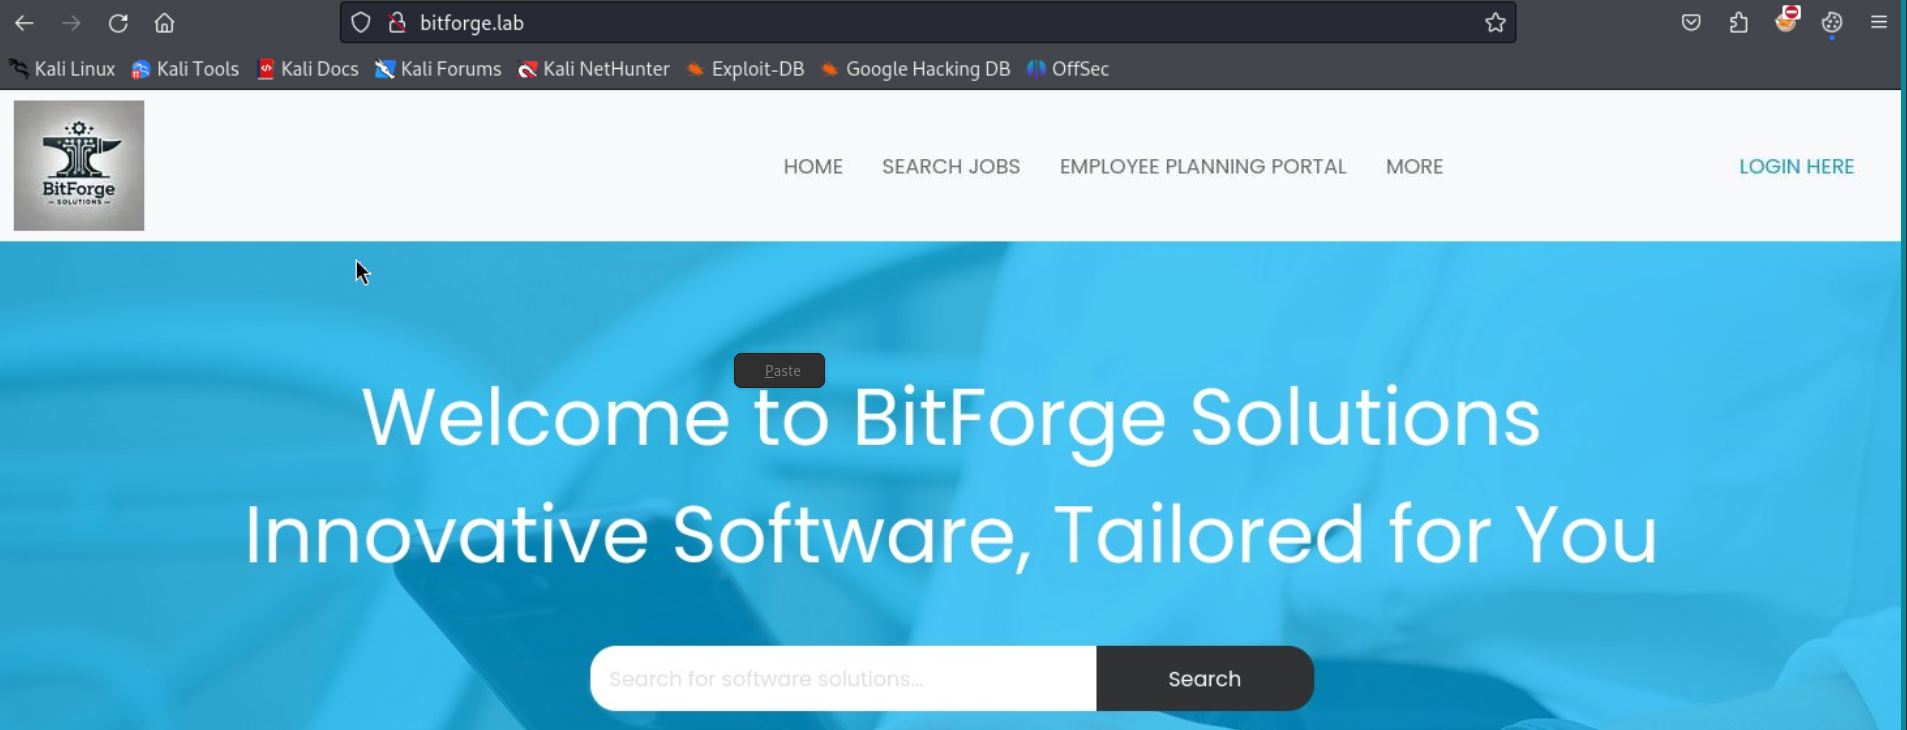 bitforge.lab
Kali Linux Kali Tools Kali Docs Kali Forums Kali NetHunter Exploit-DB Google Hacking DB OffSec
BitForge
— SOLUTIONS —
HOME SEARCH JOBS EMPLOYEE PLANNING PORTAL MORE LOGIN HERE
Paste
Welcome to BitForge Solutions
Innovative Software, Tailored for You
Search for software solutions... Search